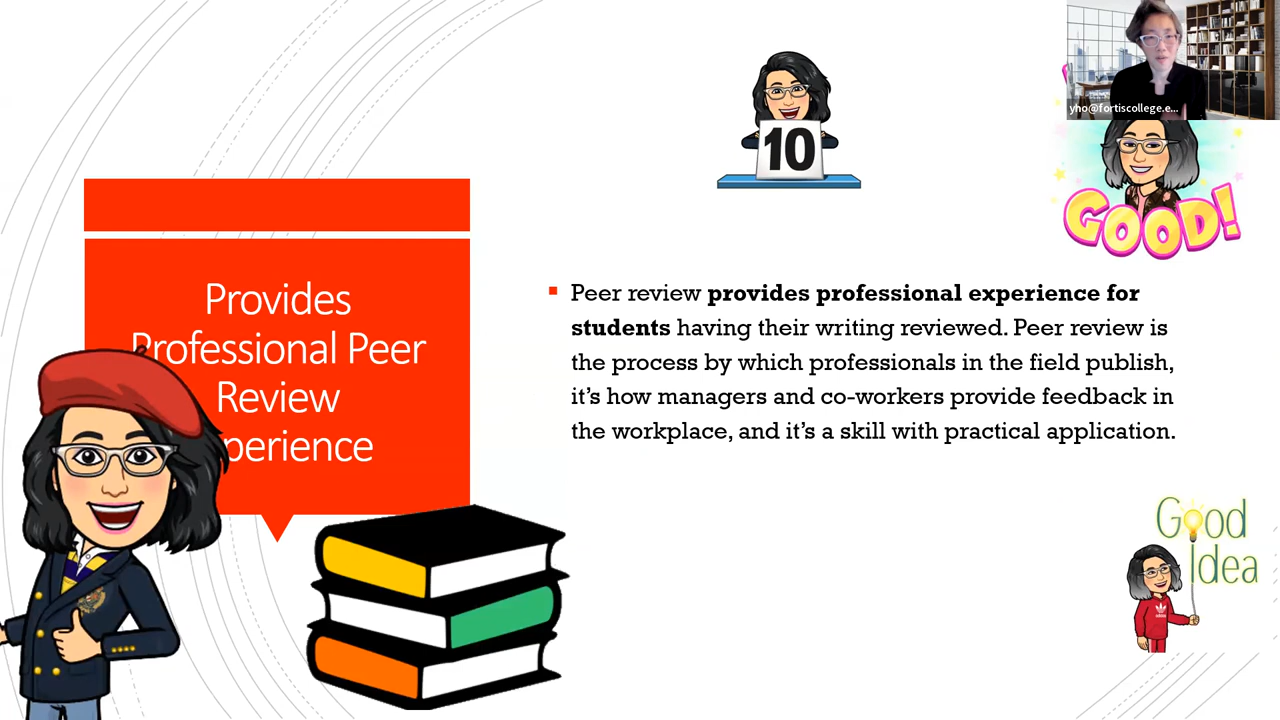 Provides
Professional Peer
Review
perience
10
yho@fortiscollege.e...
GOOD!
Peer review provides professional experience for
students having their writing reviewed. Peer review is
the process by which professionals in the field publish,
it's how managers and co-workers provide feedback in
the workplace, and it's a skill with practical application.
Good
Idea